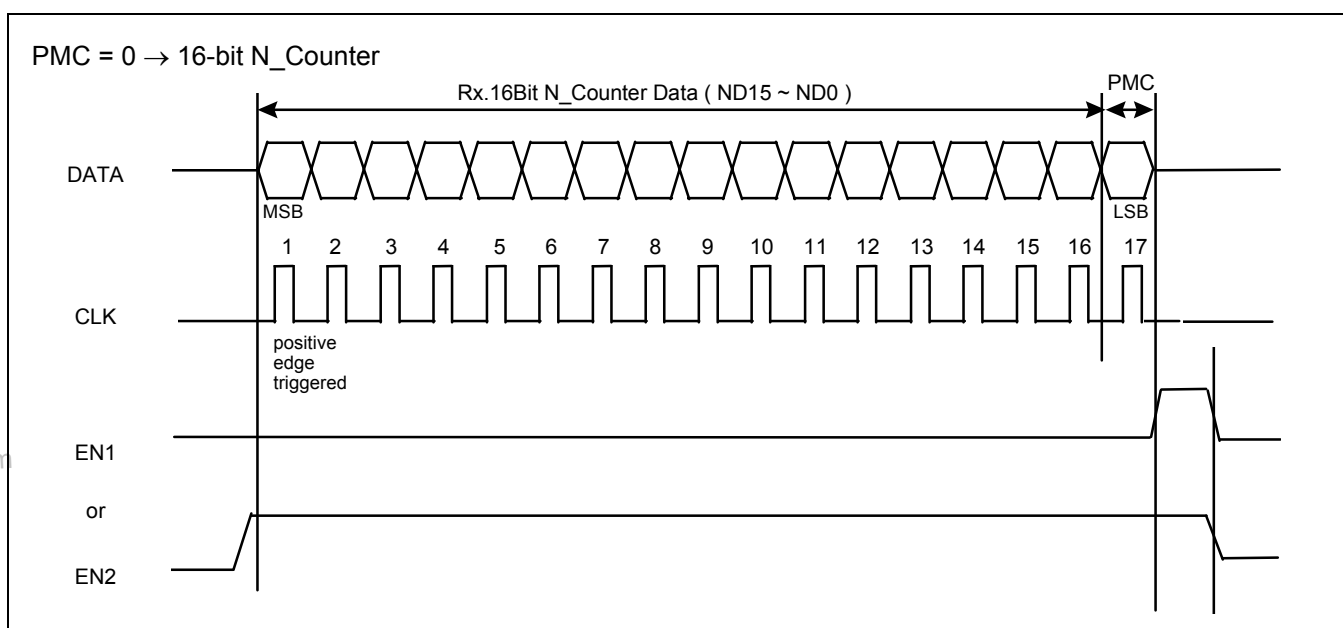 PMC = 0 → 16-bit N_Counter
PMC
Rx.16Bit N_Counter Data ( ND15 ~ ND0 )
DATA
MSB
LSB
1 2 3 4 5 6 7 8 9 10 11 12 13 14 15 16 17
CLK
positive
edge
triggered
EN1
m
or
EN2